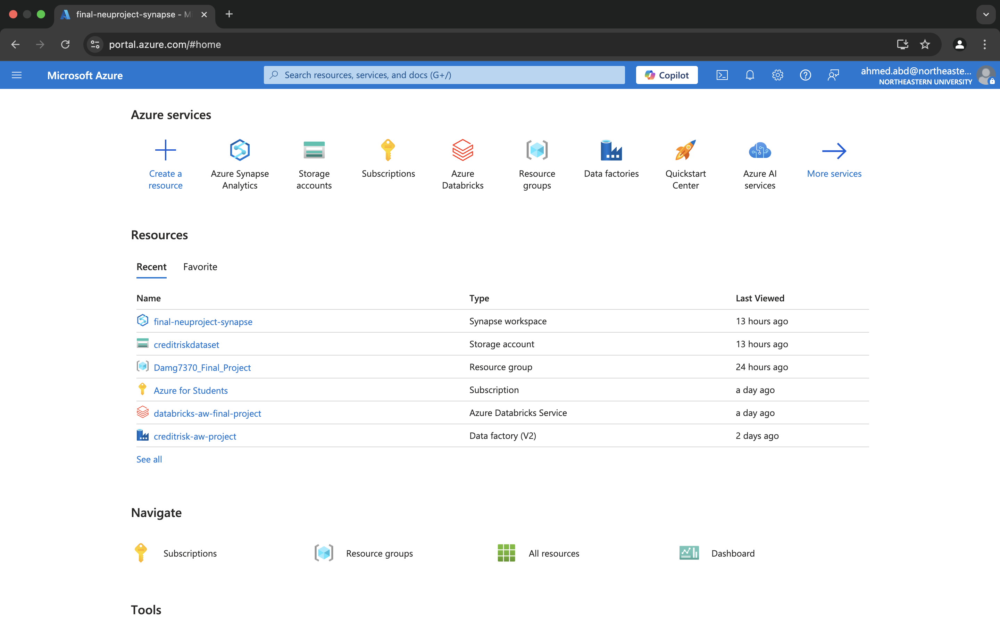 final-neuproject-synapse - Mi
portal.azure.com/#home
Microsoft Azure
Search resources, services, and docs (G+/)
Copilot
ahmed.abd@northeaste...
NORTHEASTERN UNIVERSITY
Azure services
Create a
resource
Azure Synapse
Analytics
Storage
accounts
Subscriptions
Azure
Databricks
Resource
groups
Data factories
Quickstart
Center
Azure AI
services
More services
Resources
Recent
Favorite
Name Type Last Viewed
final-neuproject-synapse Synapse workspace 13 hours ago
creditriskdataset Storage account 13 hours ago
Damg7370_Final_Project Resource group 24 hours ago
Azure for Students Subscription a day ago
databricks-aw-final-project Azure Databricks Service a day ago
creditrisk-aw-project Data factory (V2) 2 days ago
See all
Navigate
Subscriptions
Resource groups
All resources
Dashboard
Tools